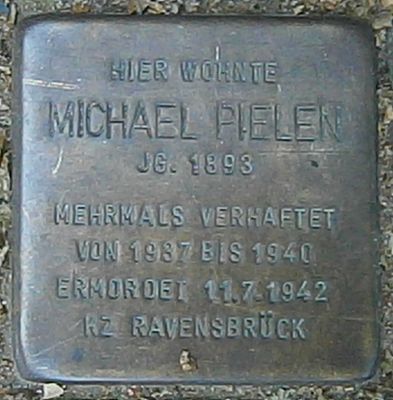 HIER WOHNTE
MICHAEL PIELEN
JG. 1893
MEHRMALS VERHAFTET
VON 1937 BIS 1940
ERMORDET 11.7.1942
KZ RAVENSBRÜCK